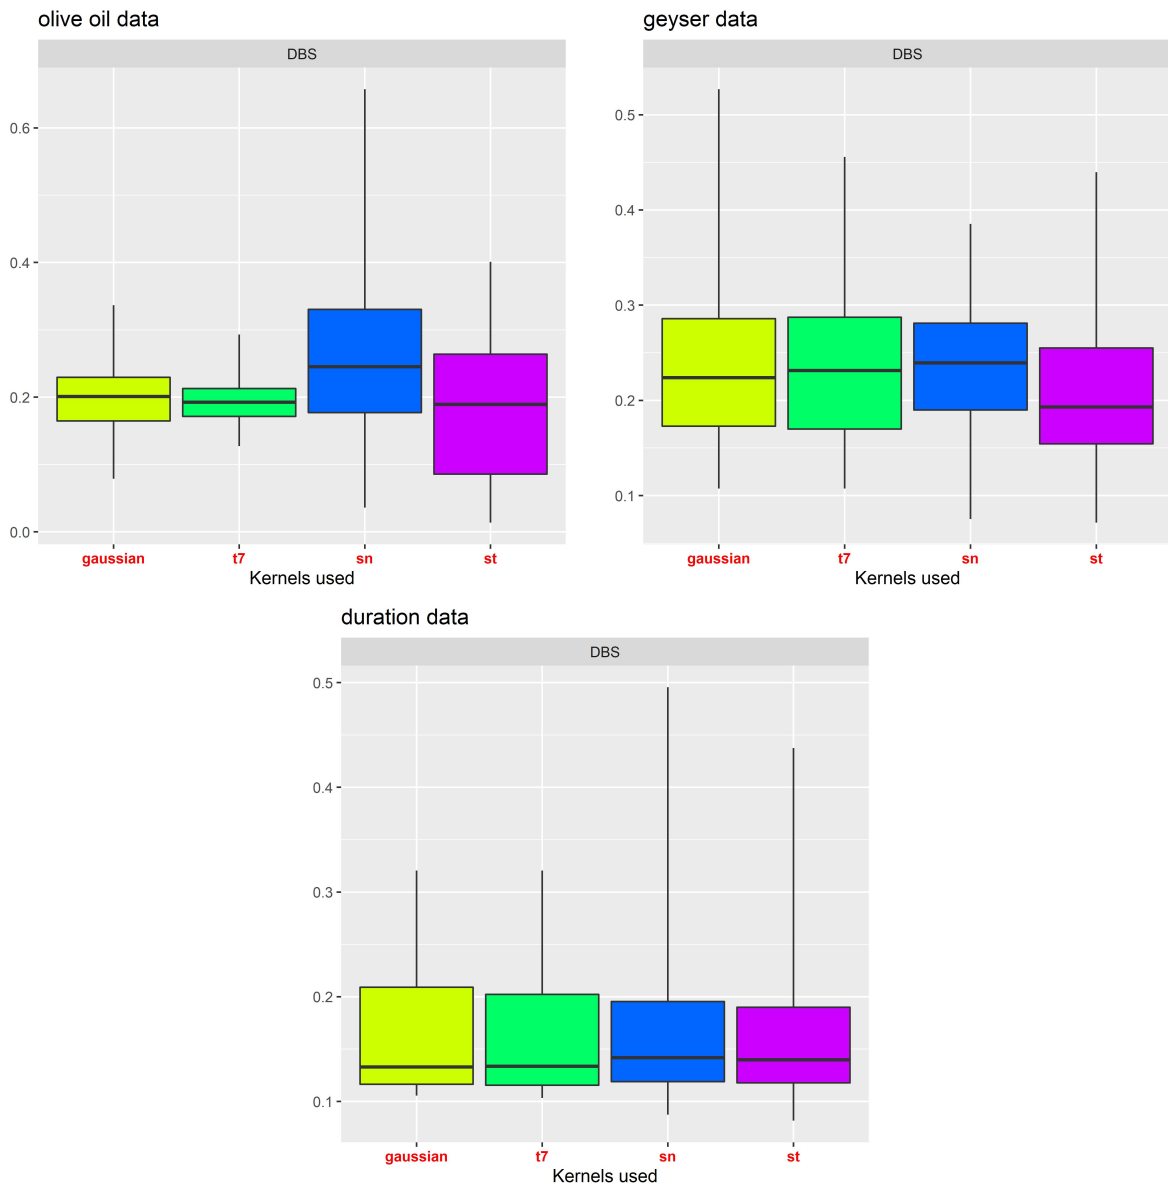 olive oil data
DBS
0.6
0.4
0.2
0.0
gaussian t7 sn st
Kernels used
geyser data
DBS
0.5
0.4
0.3
0.2
0.1
gaussian t7 sn st
Kernels used
duration data
DBS
0.5
0.4
0.3
0.2
0.1
gaussian t7 sn st
Kernels used